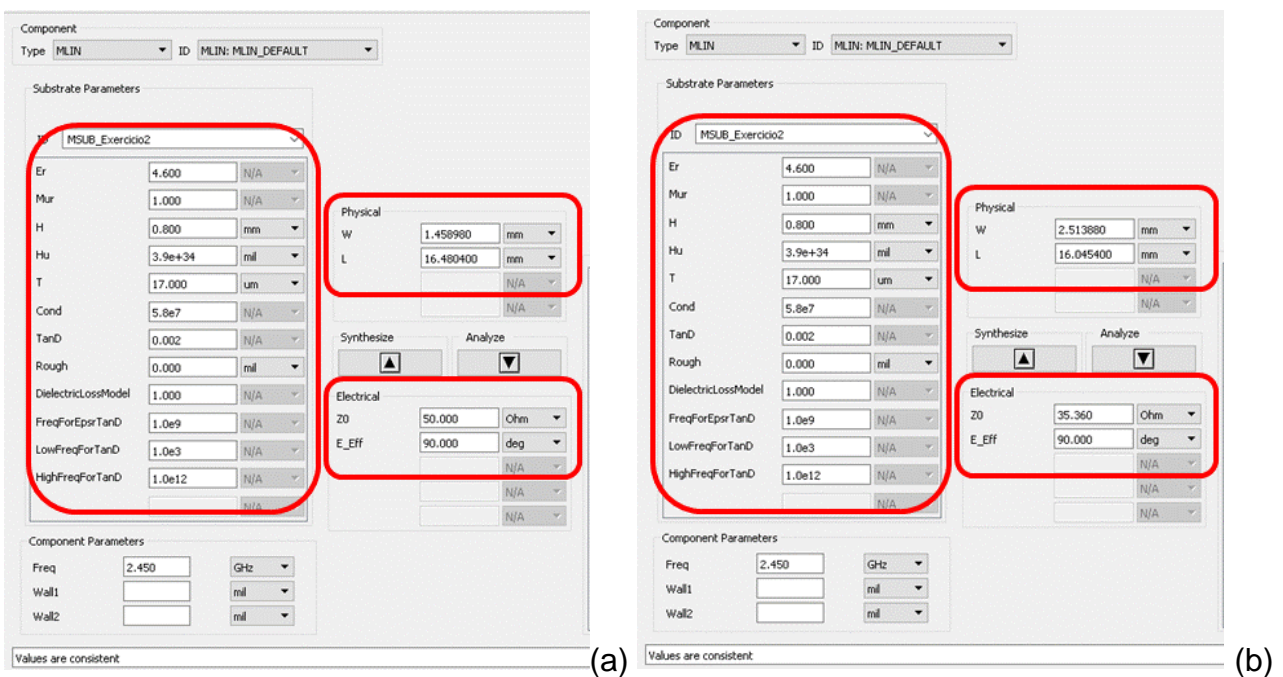 Component
Type MLIN ID MLIN: MLIN_DEFAULT
Substrate Parameters
ID MSUB_Exercicio2
Er 4.600 N/A
Mur 1.000 N/A
H 0.800 mm
Hu 3.9e+34 mil
T 17.000 um
Cond 5.8e7 N/A
TanD 0.002 N/A
Rough 0.000 mil
DielectricLossModel 1.000 N/A
FreqForEpsrTanD 1.0e9 N/A
LowFreqForTanD 1.0e3 N/A
HighFreqForTanD 1.0e12 N/A
N/A
Physical
W 1.458980 mm
L 16.480400 mm
N/A
N/A
Synthesize Analyze
Electrical
Z0 50.000 Ohm
E_Eff 90.000 deg
N/A
N/A
N/A
Component Parameters
Freq 2.450 GHz
Wall1 mil
Wall2 mil
Values are consistent
(a)
Component
Type MLIN ID MLIN: MLIN_DEFAULT
Substrate Parameters
ID MSUB_Exercicio2
Er 4.600 N/A
Mur 1.000 N/A
H 0.800 mm
Hu 3.9e+34 mil
T 17.000 um
Cond 5.8e7 N/A
TanD 0.002 N/A
Rough 0.000 mil
DielectricLossModel 1.000 N/A
FreqForEpsrTanD 1.0e9 N/A
LowFreqForTanD 1.0e3 N/A
HighFreqForTanD 1.0e12 N/A
N/A
Physical
W 2.513880 mm
L 16.045400 mm
N/A
N/A
Synthesize Analyze
Electrical
Z0 35.360 Ohm
E_Eff 90.000 deg
N/A
N/A
N/A
Component Parameters
Freq 2.450 GHz
Wall1 mil
Wall2 mil
Values are consistent
(b)